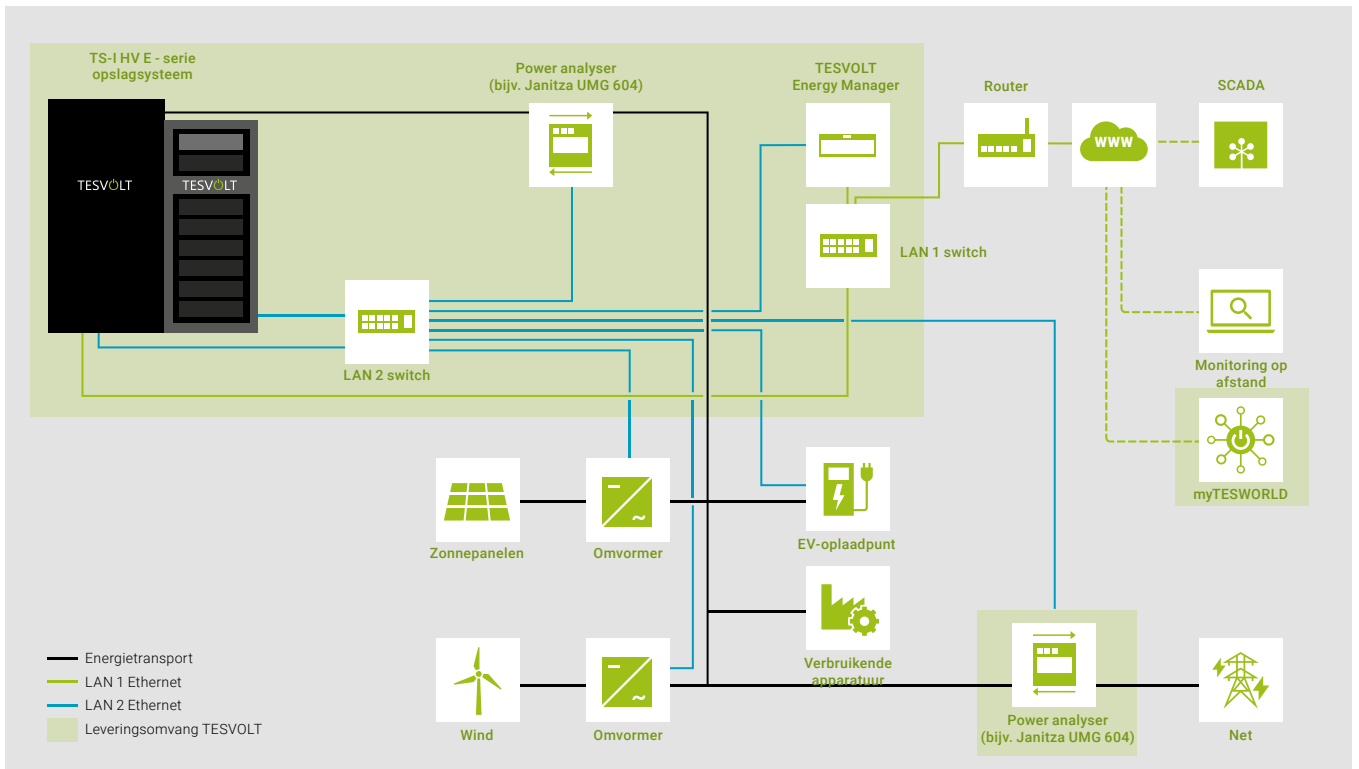 TS-I HV E - serie
opslagsysteem
Power analyser
(bijv. Janitza UMG 604)
TESVOLT
Energy Manager
Router
SCADA
WWW
TESVOLT
TESVOLT
LAN 1 switch
LAN 2 switch
Monitoring op
afstand
myTESWORLD
Zonnepanelen
Omvormer
EV-oplaadpunt
Verbruikende
apparatuur
Energietransport
LAN 1 Ethernet
LAN 2 Ethernet
Leveringsomvang TESVOLT
Wind
Omvormer
Power analyser
(bijv. Janitza UMG 604)
Net